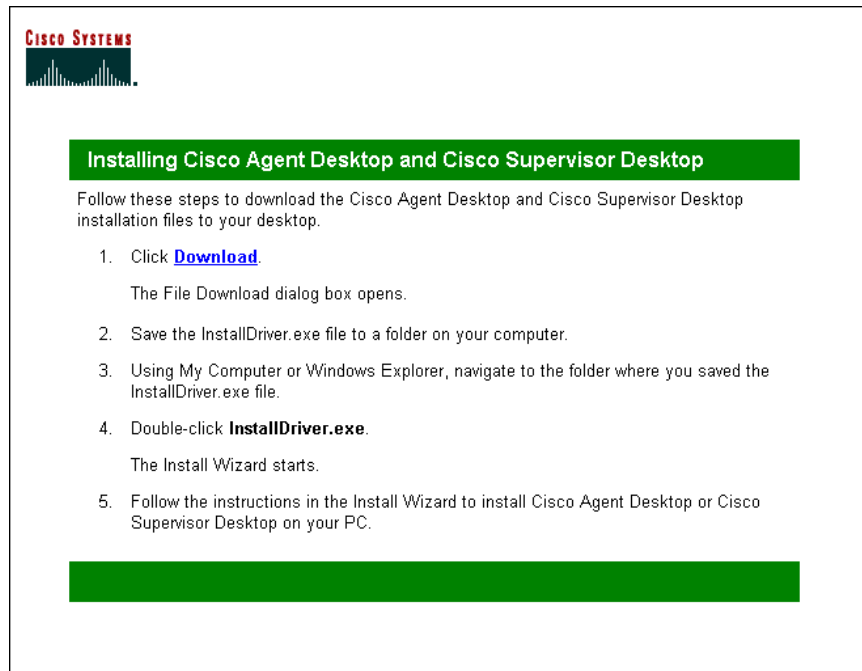 CISCO SYSTEMS
Installing Cisco Agent Desktop and Cisco Supervisor Desktop
Follow these steps to download the Cisco Agent Desktop and Cisco Supervisor Desktop
installation files to your desktop.
1. Click Download.
The File Download dialog box opens.
2. Save the InstallDriver.exe file to a folder on your computer.
3. Using My Computer or Windows Explorer, navigate to the folder where you saved the
InstallDriver.exe file.
4. Double-click InstallDriver.exe.
The Install Wizard starts.
5. Follow the instructions in the Install Wizard to install Cisco Agent Desktop or Cisco
Supervisor Desktop on your PC.